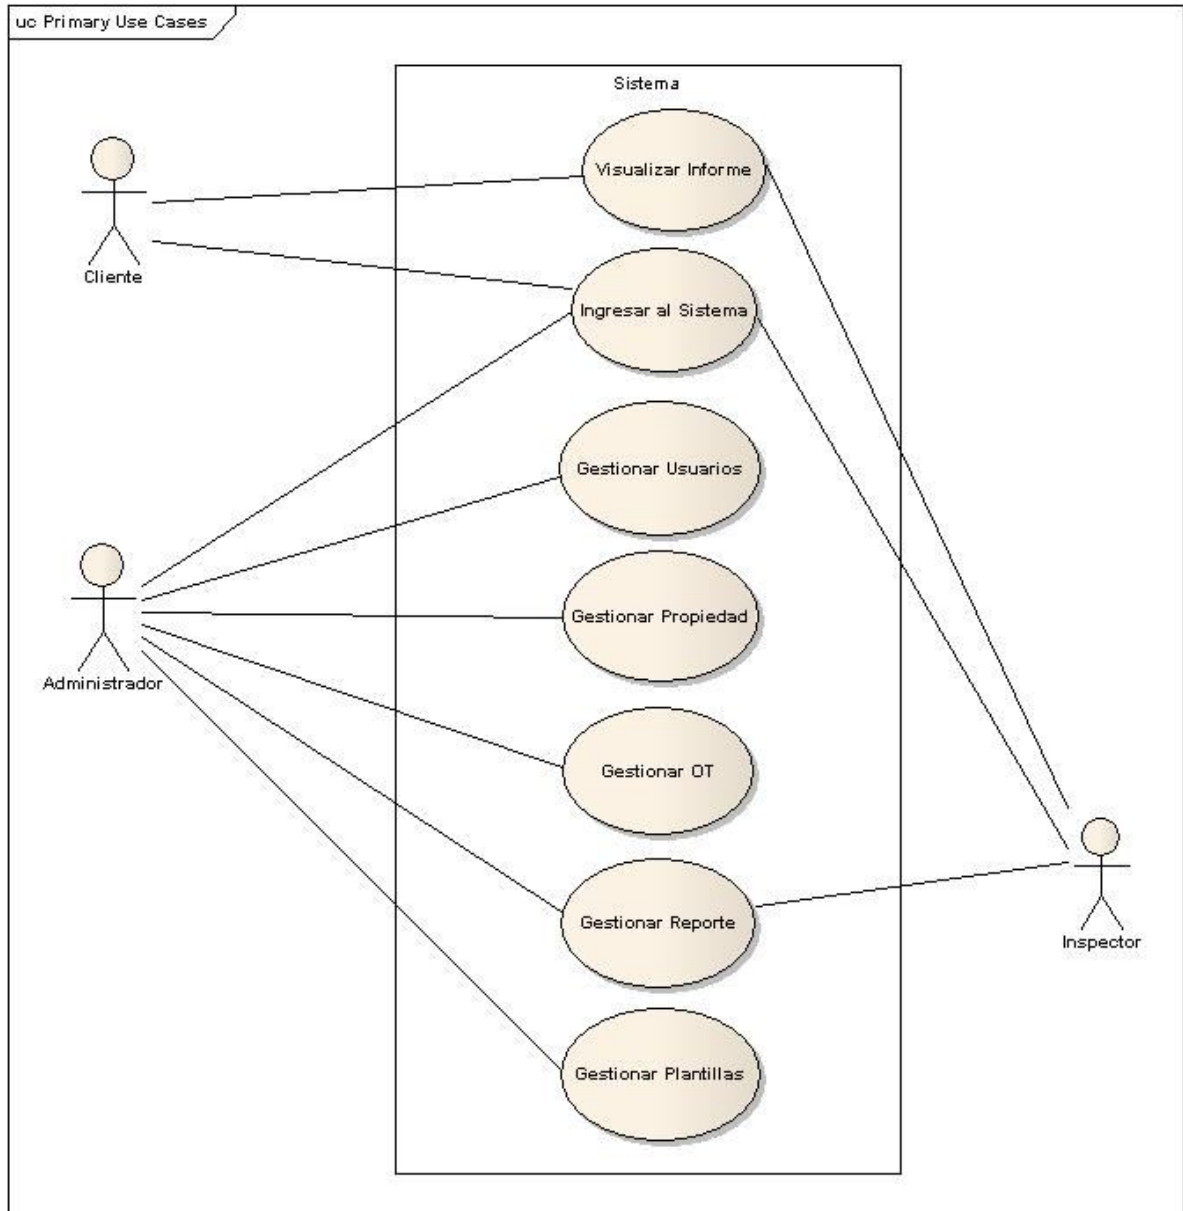 uc Primary Use Cases
Sistema
Visualizar Informe
Cliente
Ingresar al Sistema
Gestionar Usuarios
Gestionar Propiedad
Administrador
Gestionar OT
Gestionar Reporte
Inspector
Gestionar Plantillas